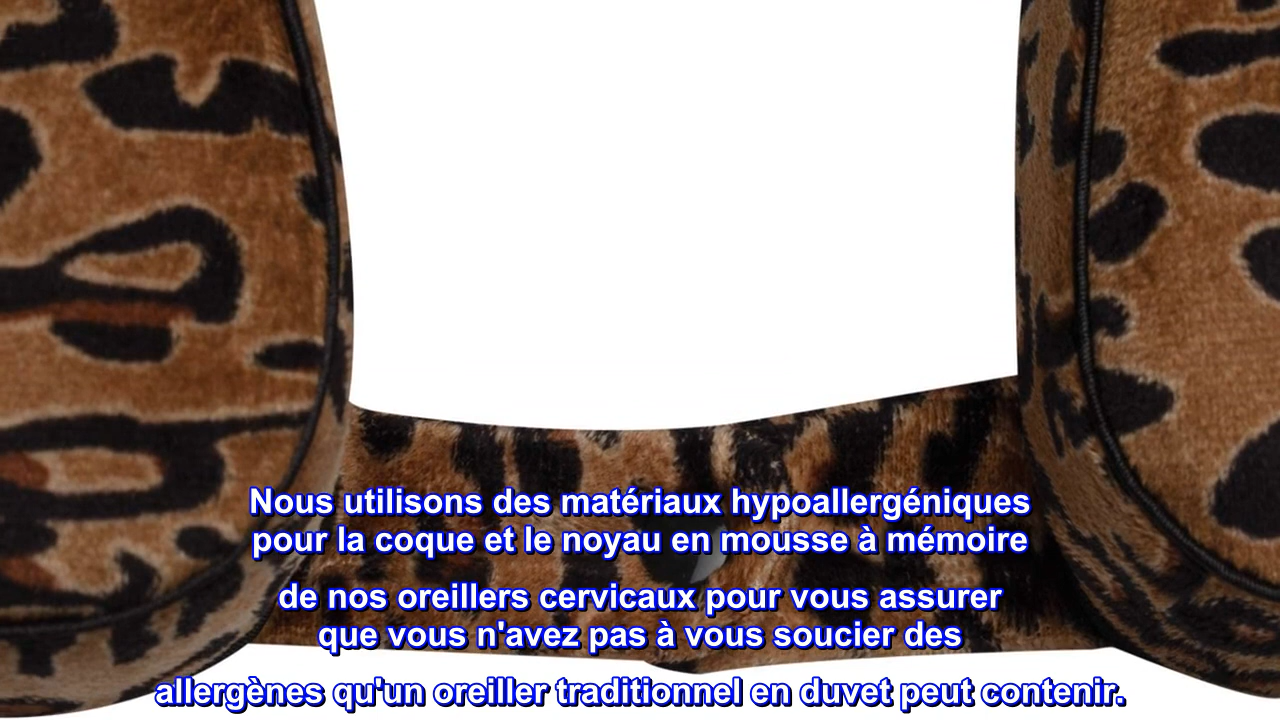 Nous utilisons des matériaux hypoallergéniques
pour la coque et le noyau en mousse à mémoire
de nos oreillers cervicaux pour vous assurer
que vous n'avez pas à vous soucier des
allergènes qu'un oreiller traditionnel en duvet peut contenir.